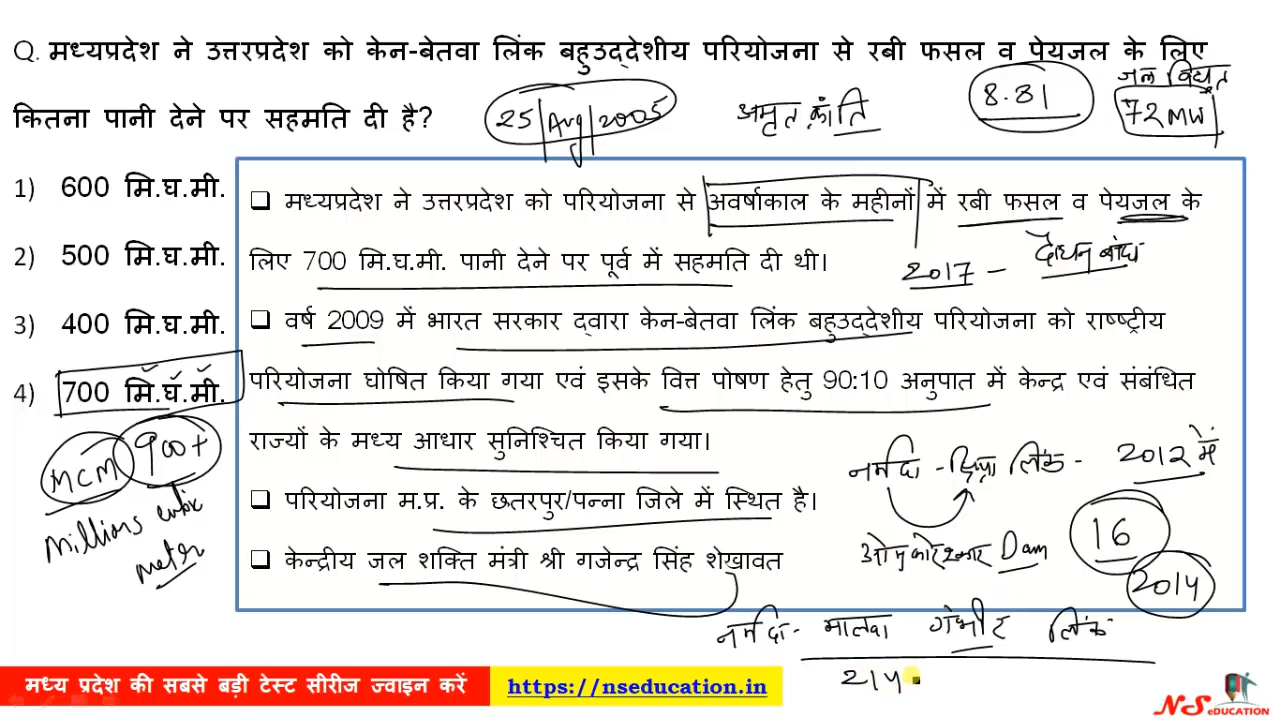 Q. मध्यप्रदेश ने उत्तरप्रदेश को केन-बेतवा लिंक बहुउद्देशीय परियोजना से रबी फसल व पेयजल के लिए
कितना पानी देने पर सहमति दी है?
25/Aug/2005
अमृत क्रांति
8.31
जल विद्युत
72 MW
1) 600 मि.घ.मी.
2) 500 मि.घ.मी.
3) 400 मि.घ.मी.
4) 700 मि.घ.मी.
MCM 900+
millions cubic
meter
❑ मध्यप्रदेश ने उत्तरप्रदेश को परियोजना से अवर्षाकाल के महीनों में रबी फसल व पेयजल के
लिए 700 मि.घ.मी. पानी देने पर पूर्व में सहमति दी थी।
2017 - दौधन बांध
❑ वर्ष 2009 में भारत सरकार द्वारा केन-बेतवा लिंक बहुउद्देशीय परियोजना को राष्ष्ट्रीय
परियोजना घोषित किया गया एवं इसके वित्त पोषण हेतु 90:10 अनुपात में केन्द्र एवं संबंधित
राज्यों के मध्य आधार सुनिश्चित किया गया।
नर्मदा - क्षिप्रा लिंक - 2012 में
❑ परियोजना म.प्र. के छतरपुर/पन्ना जिले में स्थित है।
16
❑ केन्द्रीय जल शक्ति मंत्री श्री गजेन्द्र सिंह शेखावत
Dam
2014
नर्मदा - मालवा गंभीर लिंक
मध्य प्रदेश की सबसे बड़ी टेस्ट सीरीज ज्वाइन करें
https://nseducation.in
NS eDUCATION